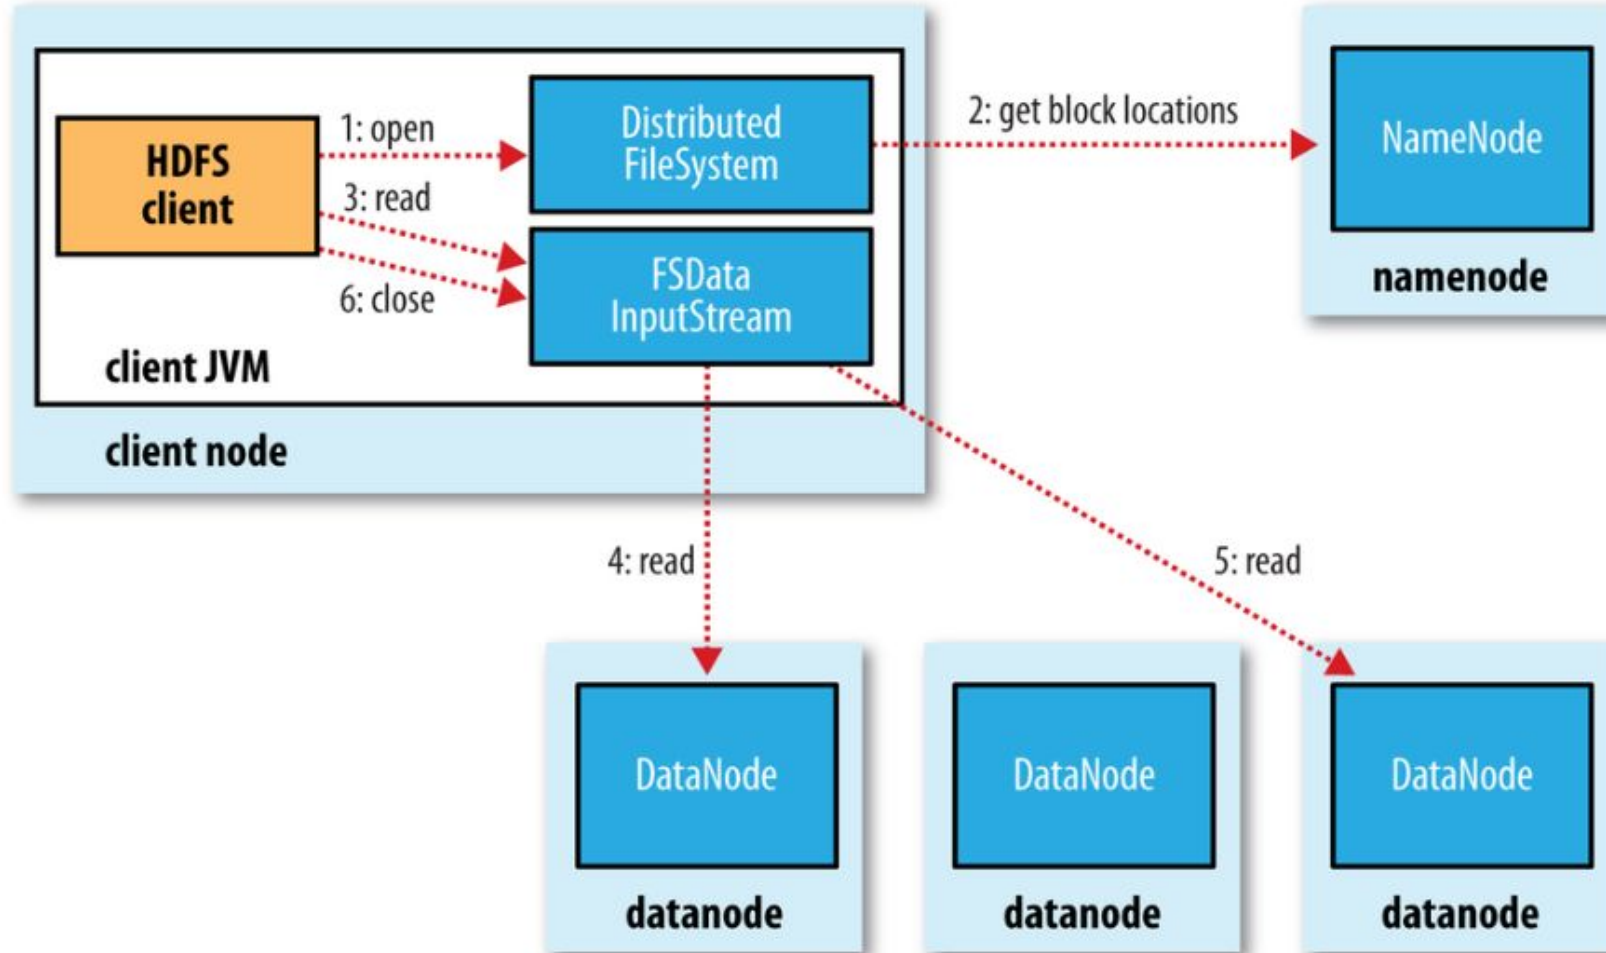 HDFS
client
1: open
3: read
6: close
Distributed
FileSystem
FSData
InputStream
client JVM
client node
2: get block locations
NameNode
namenode
4: read
5: read
DataNode
datanode
DataNode
datanode
DataNode
datanode